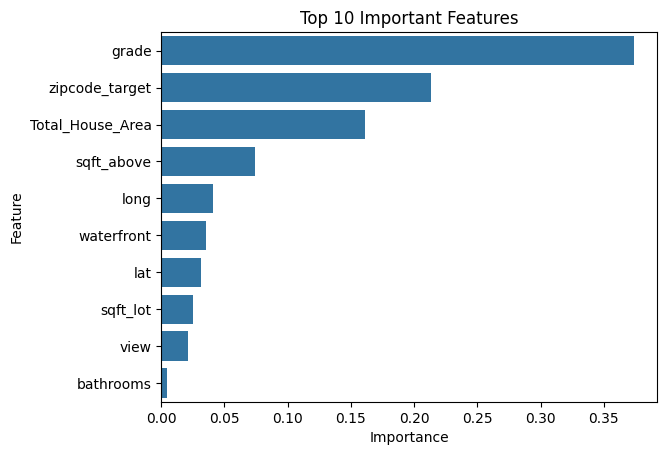 Top 10 Important Features
Feature
grade
zipcode_target
Total_House_Area
sqft_above
long
waterfront
lat
sqft_lot
view
bathrooms
0.00 0.05 0.10 0.15 0.20 0.25 0.30 0.35
Importance